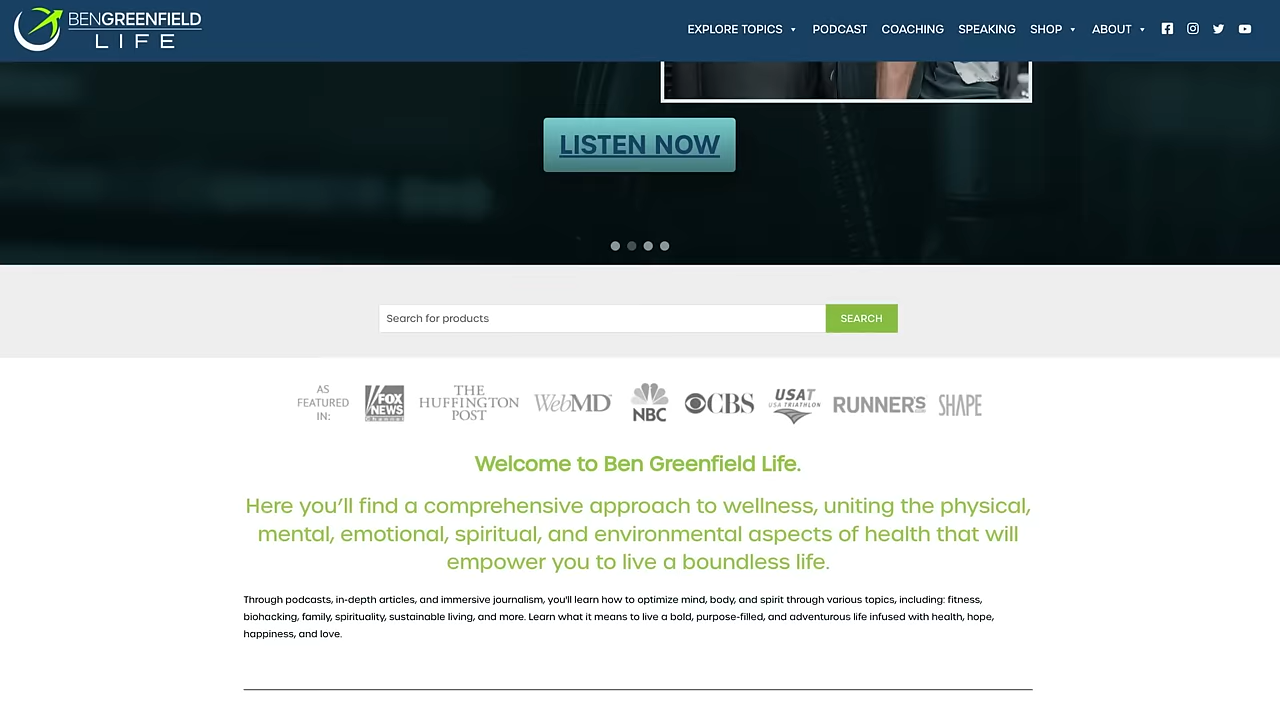 BENGREENFIELD
LIFE
EXPLORE TOPICS
PODCAST
COACHING
SPEAKING
SHOP
ABOUT
LISTEN NOW
Search for products
SEARCH
AS
FEATURED
IN:
FOX
NEWS
Channel
THE
HUFFINGTON
POST
WebMD
NBC
CBS
USAT
USA TRIATHLON
RUNNER'S
SHAPE
Welcome to Ben Greenfield Life.
Here you’ll find a comprehensive approach to wellness, uniting the physical,
mental, emotional, spiritual, and environmental aspects of health that will
empower you to live a boundless life.
Through podcasts, in-depth articles, and immersive journalism, you'll learn how to optimize mind, body, and spirit through various topics, including: fitness,
biohacking, family, spirituality, sustainable living, and more. Learn what it means to live a bold, purpose-filled, and adventurous life infused with health, hope,
happiness, and love.